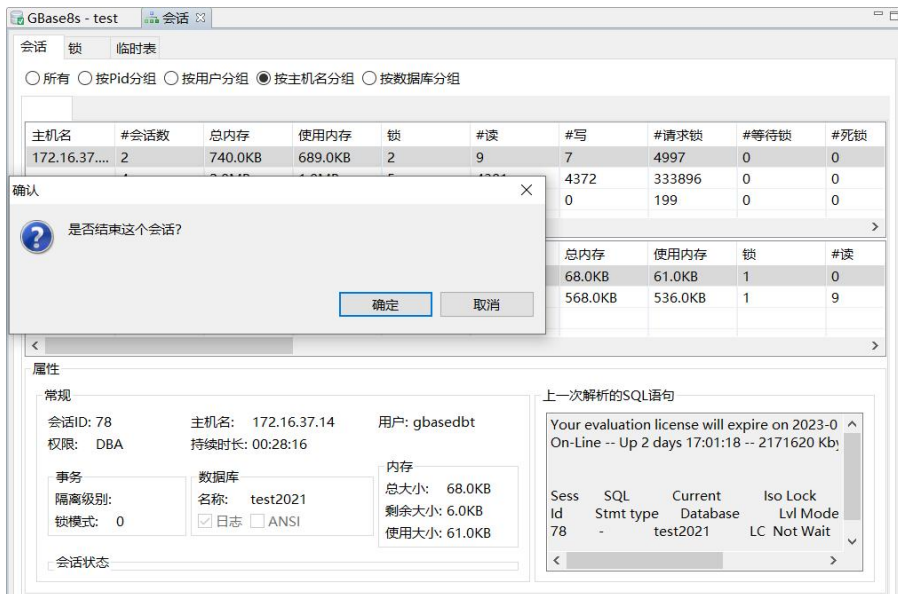 GBase8s - test 会话
会话 锁 临时表
所有 按Pid分组 按用户分组 按主机名分组 按数据库分组
主机名 #会话数 总内存 使用内存 锁 #读 #写 #请求锁 #等待锁 #死锁
172.16.37.... 2 740.0KB 689.0KB 2 9 7 4997 0 0
4372 333896 0 0
0 199 0 0
确认
是否结束这个会话?
确定 取消
总内存 使用内存 锁 #读
68.0KB 61.0KB 1 0
568.0KB 536.0KB 1 9
属性
常规
会话ID: 78 主机名: 172.16.37.14 用户: gbasedbt
权限: DBA 持续时长: 00:28:16
事务
隔离级别:
锁模式: 0
数据库
名称: test2021
日志 ANSI
内存
总大小: 68.0KB
剩余大小: 6.0KB
使用大小: 61.0KB
会话状态
上一次解析的SQL语句
Your evaluation license will expire on 2023-0
On-Line -- Up 2 days 17:01:18 -- 2171620 Kby
Sess SQL Current Iso Lock
Id Stmt type Database Lvl Mode
78 - test2021 LC Not Wait